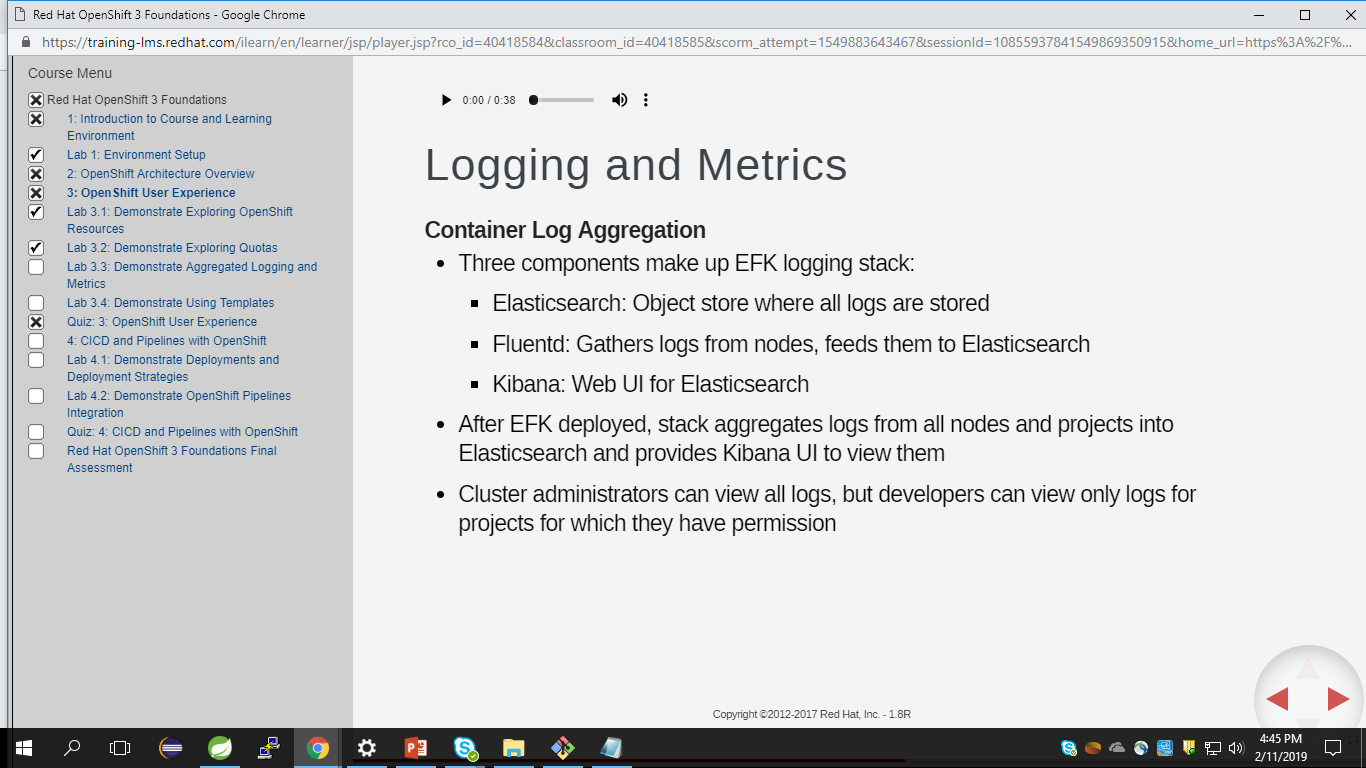 Red Hat OpenShift 3 Foundations - Google Chrome
https://training-lms.redhat.com/ilearn/en/learner/jsp/player.jsp?rco_id=40418584&classroom_id=40418585&scorm_attempt=1549883643467&sessionId=10855937841549869350915&home_url=https%3A%2F%...
Course Menu
Red Hat OpenShift 3 Foundations
1: Introduction to Course and Learning
Environment
Lab 1: Environment Setup
2: OpenShift Architecture Overview
3: OpenShift User Experience
Lab 3.1: Demonstrate Exploring OpenShift
Resources
Lab 3.2: Demonstrate Exploring Quotas
Lab 3.3: Demonstrate Aggregated Logging and
Metrics
Lab 3.4: Demonstrate Using Templates
Quiz: 3: OpenShift User Experience
4: CICD and Pipelines with OpenShift
Lab 4.1: Demonstrate Deployments and
Deployment Strategies
Lab 4.2: Demonstrate OpenShift Pipelines
Integration
Quiz: 4: CICD and Pipelines with OpenShift
Red Hat OpenShift 3 Foundations Final
Assessment
0:00 / 0:38
Logging and Metrics
Container Log Aggregation
• Three components make up EFK logging stack:
▪ Elasticsearch: Object store where all logs are stored
▪ Fluentd: Gathers logs from nodes, feeds them to Elasticsearch
▪ Kibana: Web UI for Elasticsearch
• After EFK deployed, stack aggregates logs from all nodes and projects into
Elasticsearch and provides Kibana UI to view them
• Cluster administrators can view all logs, but developers can view only logs for
projects for which they have permission
Copyright ©2012-2017 Red Hat, Inc. - 1.8R
4:45 PM
2/11/2019